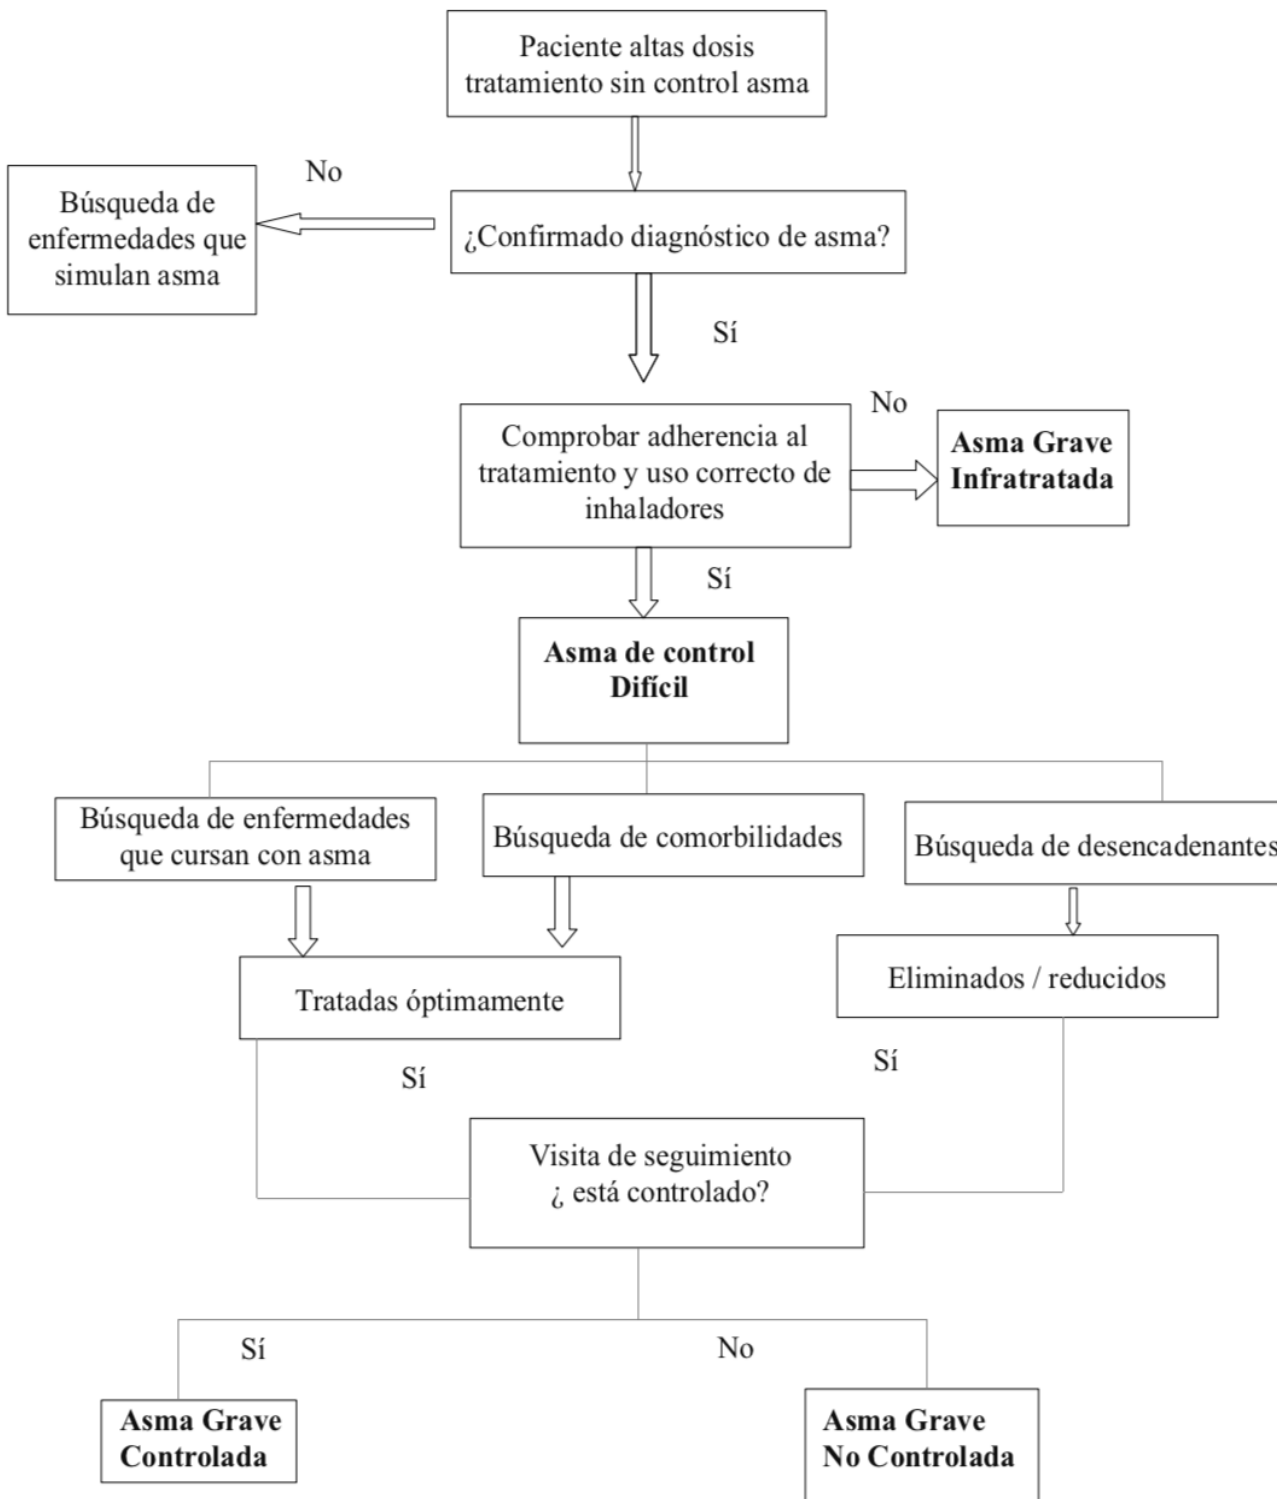 Paciente altas dosis
tratamiento sin control asma
No
Búsqueda de
enfermedades que
simulan asma
¿Confirmado diagnóstico de asma?
Sí
No
Comprobar adherencia al
tratamiento y uso correcto de
inhaladores
Asma Grave
Infratratada
Sí
Asma de control
Difícil
Búsqueda de enfermedades
que cursan con asma
Búsqueda de comorbilidades
Búsqueda de desencadenantes
Tratadas óptimamente
Eliminados / reducidos
Sí
Sí
Visita de seguimiento
¿ está controlado?
Sí
No
Asma Grave
Controlada
Asma Grave
No Controlada